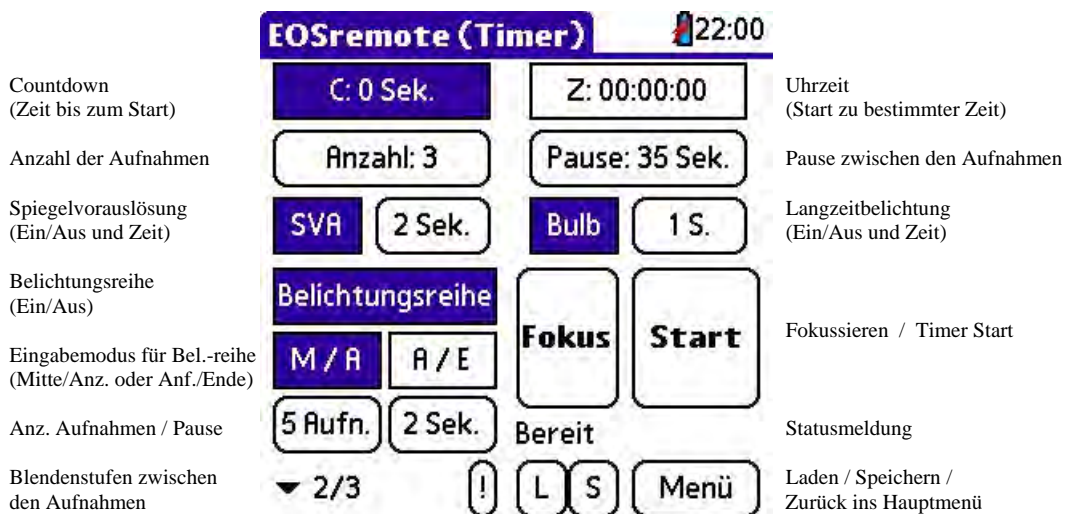 EOSremote (Timer) 22:00
Countdown
(Zeit bis zum Start)
C: 0 Sek.
Z: 00:00:00
Uhrzeit
(Start zu bestimmter Zeit)
Anzahl der Aufnahmen
Anzahl: 3
Pause: 35 Sek.
Pause zwischen den Aufnahmen
Spiegelvorauslösung
(Ein/Aus und Zeit)
SVA
2 Sek.
Bulb
1 S.
Langzeitbelichtung
(Ein/Aus und Zeit)
Belichtungsreihe
(Ein/Aus)
Belichtungsreihe
Fokus
Start
Fokussieren / Timer Start
Eingabemodus für Bel.-reihe
(Mitte/Anz. oder Anf./Ende)
M / A
A / E
Anz. Aufnahmen / Pause
5 Aufn.
2 Sek.
Bereit
Statusmeldung
Blendenstufen zwischen
den Aufnahmen
2/3
!
L
S
Menü
Laden / Speichern /
Zurück ins Hauptmenü